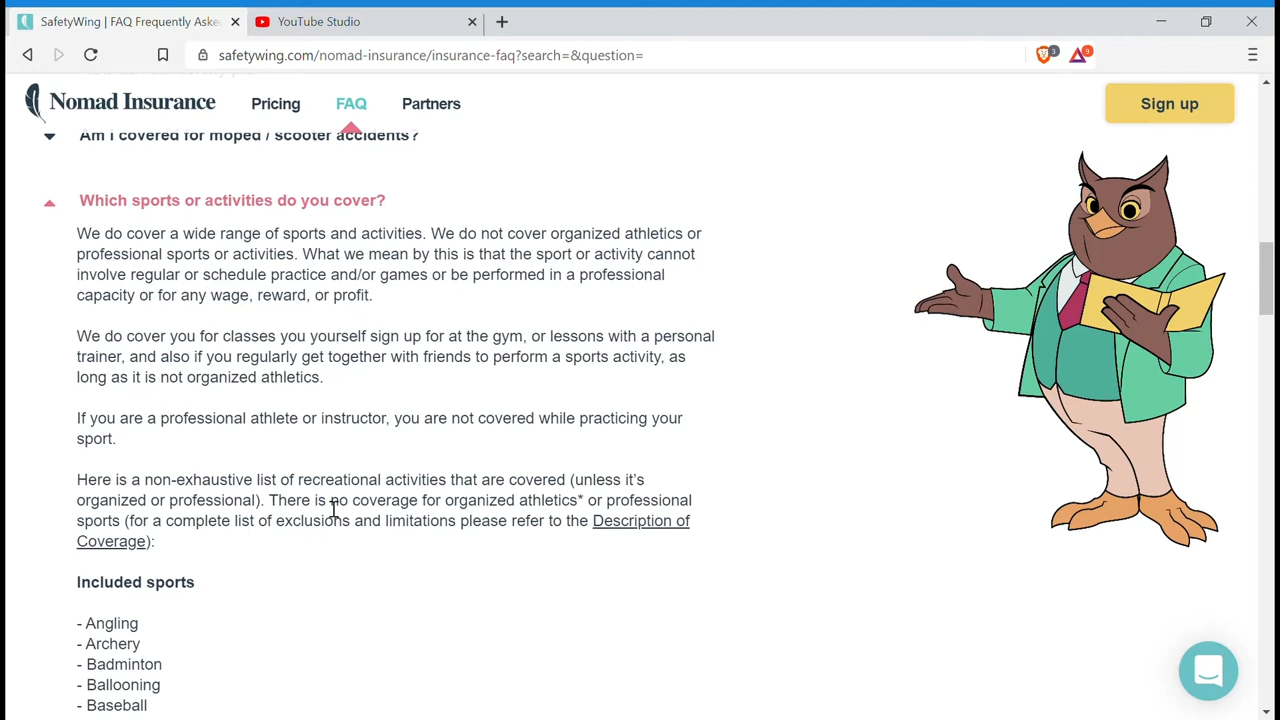 SafetyWing | FAQ Frequently Aske
YouTube Studio
safetywing.com/nomad-insurance/insurance-faq?search=&question=
3
9
Nomad Insurance
Pricing
FAQ
Partners
Sign up
Am I covered for moped / scooter accidents?
Which sports or activities do you cover?
We do cover a wide range of sports and activities. We do not cover organized athletics or
professional sports or activities. What we mean by this is that the sport or activity cannot
involve regular or schedule practice and/or games or be performed in a professional
capacity or for any wage, reward, or profit.
We do cover you for classes you yourself sign up for at the gym, or lessons with a personal
trainer, and also if you regularly get together with friends to perform a sports activity, as
long as it is not organized athletics.
If you are a professional athlete or instructor, you are not covered while practicing your
sport.
Here is a non-exhaustive list of recreational activities that are covered (unless it's
organized or professional). There is no coverage for organized athletics* or professional
sports (for a complete list of exclusions and limitations please refer to the Description of
Coverage):
Included sports
- Angling
- Archery
- Badminton
- Ballooning
- Baseball